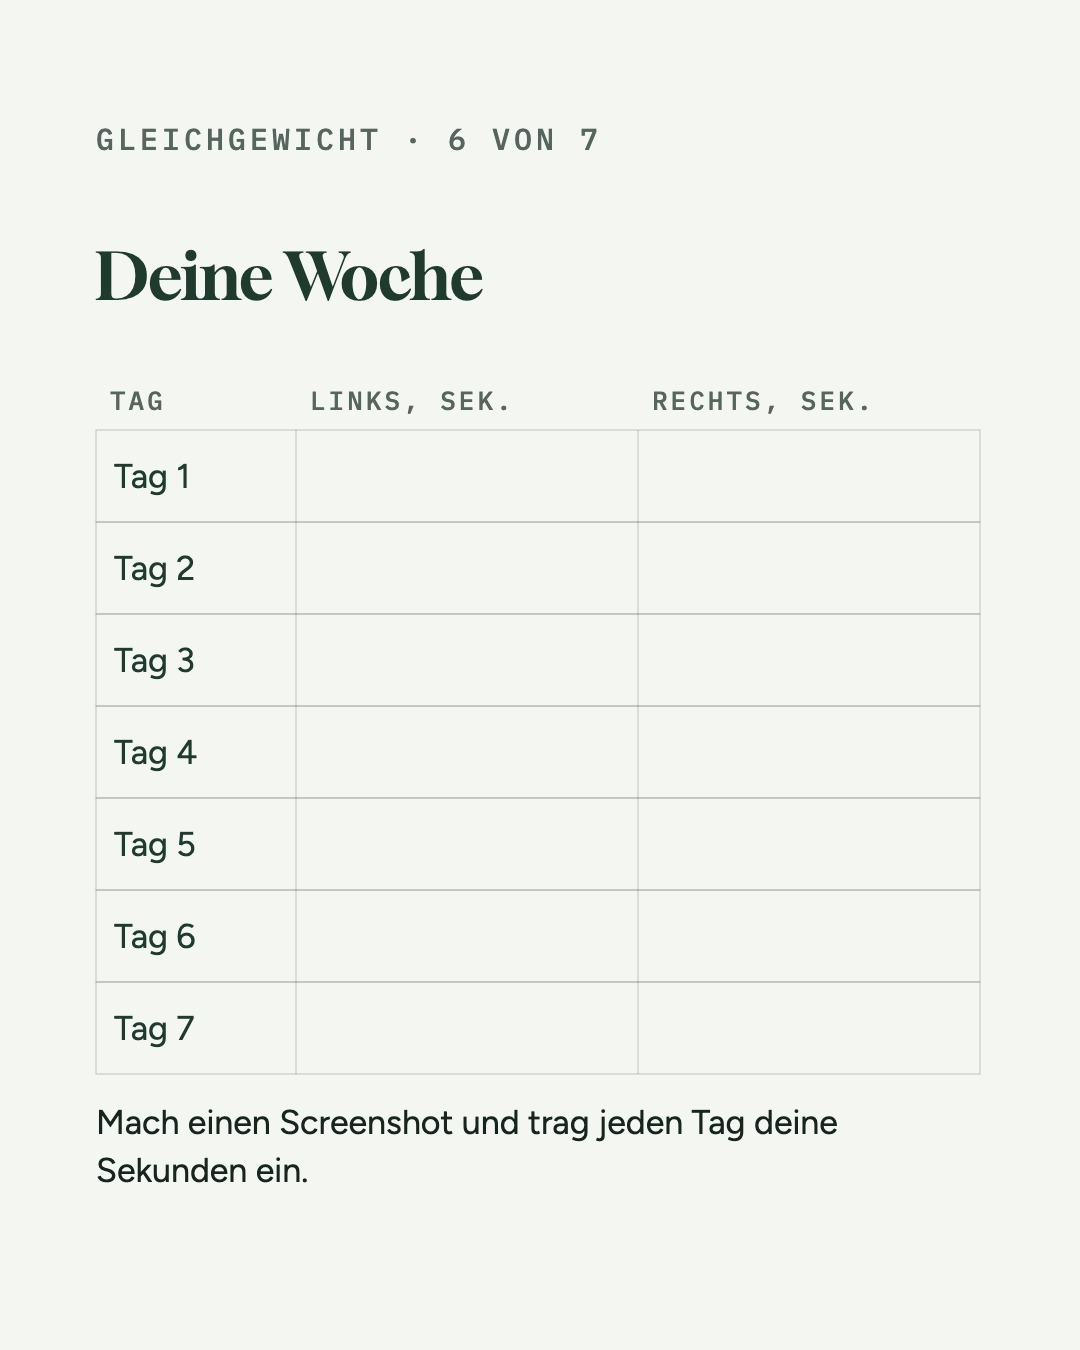 GLEICHGEWICHT · 6 VON 7
Deine Woche
TAG LINKS, SEK. RECHTS, SEK.
Tag 1
Tag 2
Tag 3
Tag 4
Tag 5
Tag 6
Tag 7
Mach einen Screenshot und trag jeden Tag deine
Sekunden ein.